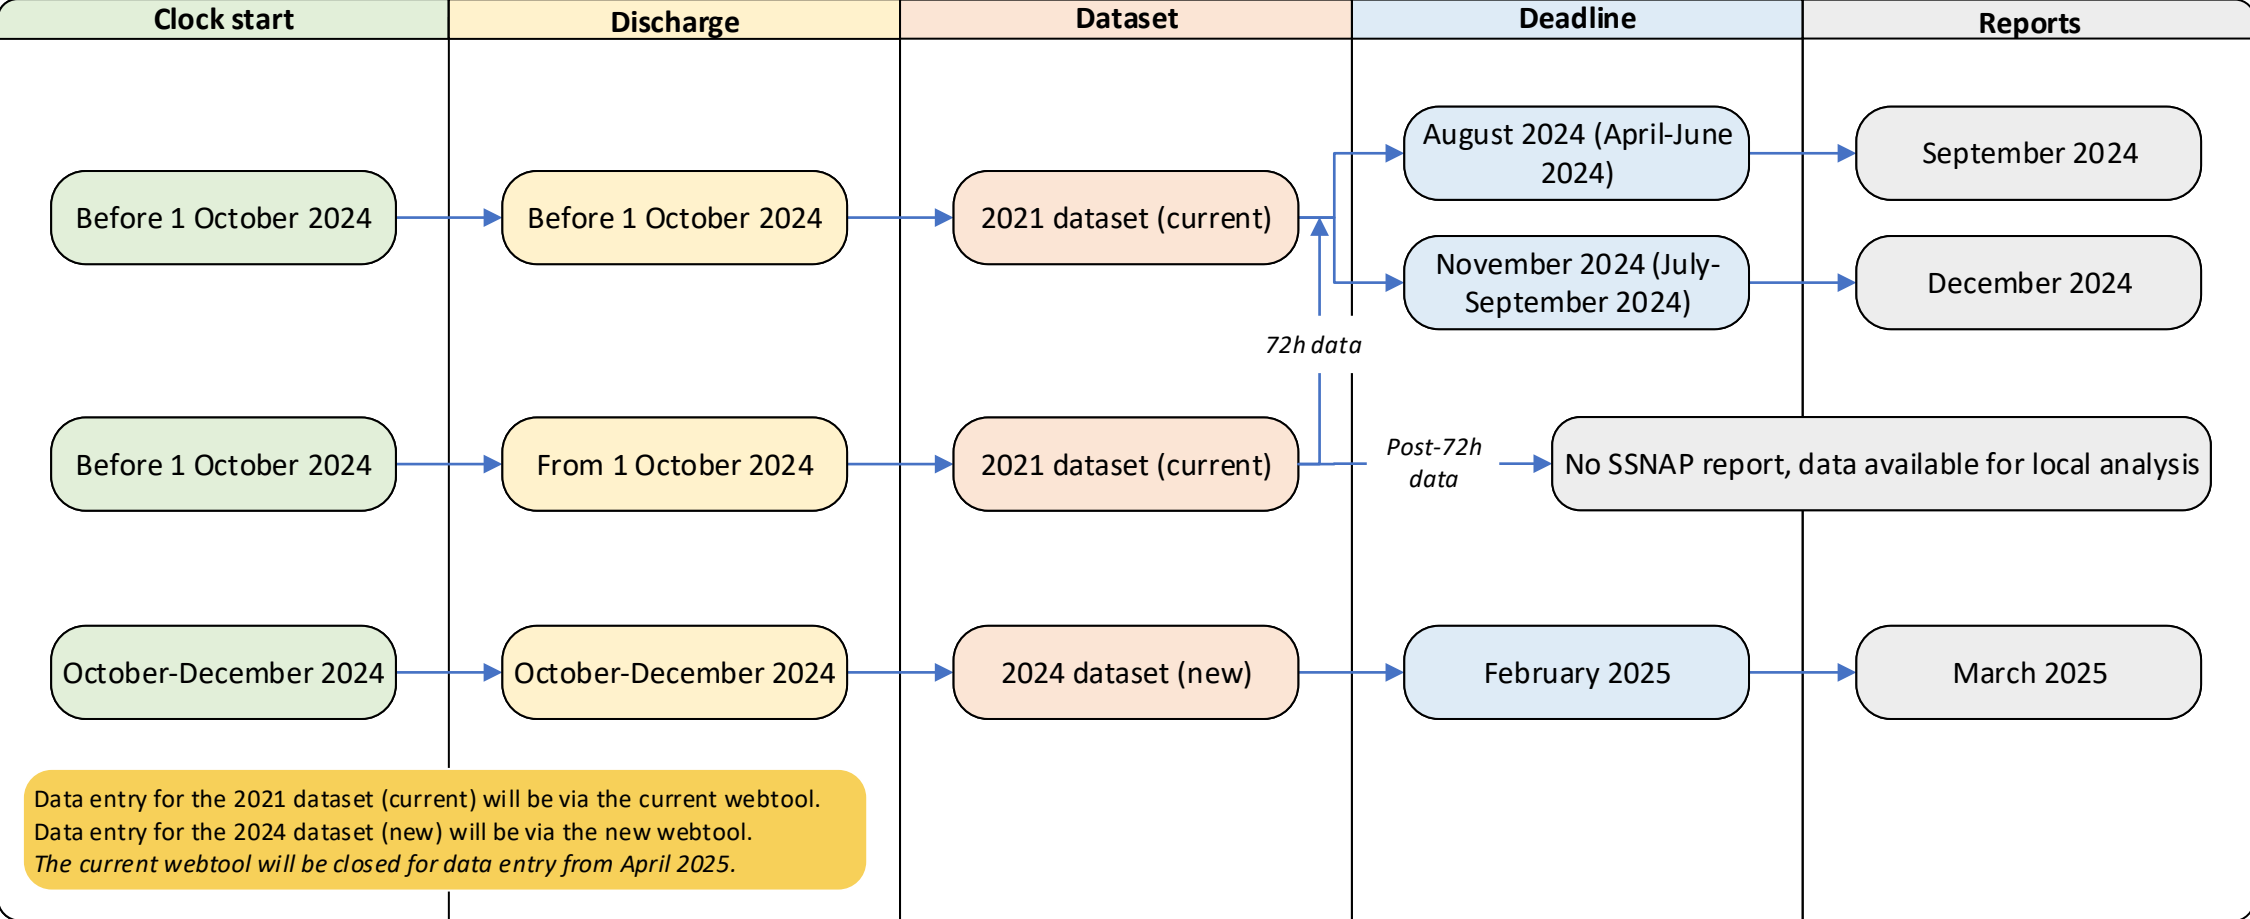 Clock start
Discharge
Dataset
Deadline
Reports
Before 1 October 2024
Before 1 October 2024
2021 dataset (current)
August 2024 (April-June
2024)
September 2024
November 2024 (July-
September 2024)
December 2024
72h data
Before 1 October 2024
From 1 October 2024
2021 dataset (current)
Post-72h
data
No SSNAP report, data available for local analysis
October-December 2024
October-December 2024
2024 dataset (new)
February 2025
March 2025
Data entry for the 2021 dataset (current) will be via the current webtool.
Data entry for the 2024 dataset (new) will be via the new webtool.
The current webtool will be closed for data entry from April 2025.